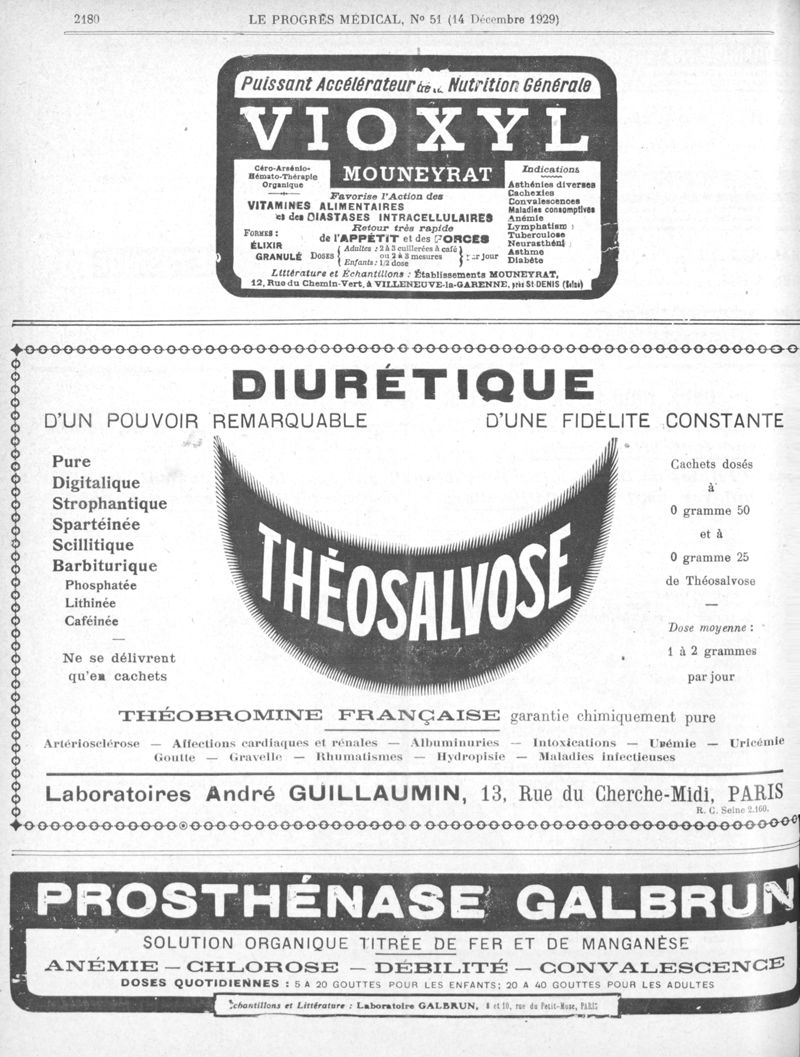 2180
LE PROGRÈS MÉDICAL, No 51 (14 Décembre 1929)
Puissant Accélérateur de la Nutrition Générale
VIOXYL
MOUNEYRAT
Céro-Arsénio-
Hémato-Thérapie
Organique
Favorise l'Action des
VITAMINES ALIMENTAIRES
et des DIASTASES INTRACELLULAIRES
Retour très rapide
de l'APPÉTIT et des FORCES
FORMES :
ÉLIXIR
GRANULÉ
DOSES
Adultes : 2 à 3 cuillerées à café
ou 2 à 3 mesures
Enfants : 1/2 dose
par jour
Indications
Asthénies diverses
Cachexies
Convalescences
Maladies consomptives
Anémie
Lymphatism
Tuberculose
Neurasthéni
Asthme
Diabète
Littérature et Échantillons : Établissements MOUNEYRAT,
12, Rue du Chemin-Vert, à VILLENEUVE-la-GARENNE, près St DENIS (Seine)
DIURÉTIQUE
D'UN POUVOIR REMARQUABLE D'UNE FIDÉLITE CONSTANTE
Pure
Digitalique
Strophantique
Spartéinée
Scillitique
Barbiturique
Phosphatée
Lithinée
Caféinée
Ne se délivrent
qu'en cachets
THÉOSALVOSE
Cachets dosés
à
0 gramme 50
et à
0 gramme 25
de Théosalvose
Dose moyenne :
1 à 2 grammes
par jour
THÉOBROMINE FRANÇAISE garantie chimiquement pure
Artériosclérose — Affections cardiaques et rénales — Albuminuries — Intoxications — Urémie — Uricémie
Goutte — Gravelle — Rhumatismes — Hydropisie — Maladies infectieuses
Laboratoires André GUILLAUMIN, 13, Rue du Cherche-Midi, PARIS
R. C. Seine 2.160.
PROSTHÉNASE GALBRUN
SOLUTION ORGANIQUE TITRÉE DE FER ET DE MANGANÈSE
ANÉMIE — CHLOROSE — DÉBILITÉ — CONVALESCENCE
DOSES QUOTIDIENNES : 5 A 20 GOUTTES POUR LES ENFANTS; 20 A 40 GOUTTES POUR LES ADULTES
Échantillons et Littérature : Laboratoire GALBRUN, 8 et 10, rue du Petit-Musc, PARIS